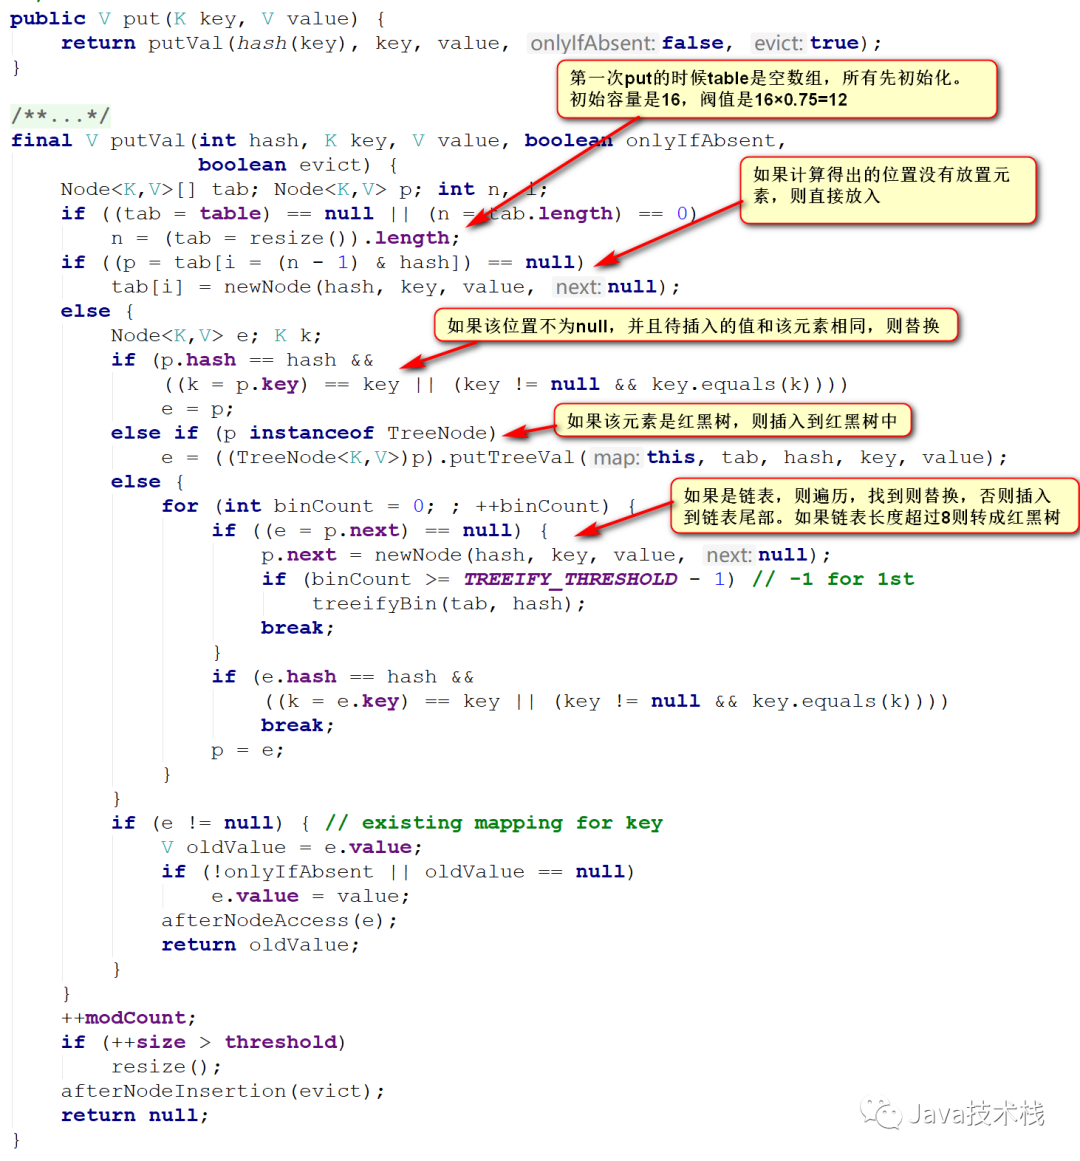 public V put(K key, V value) {
    return putVal(hash(key), key, value, onlyIfAbsent: false, evict: true);
}
第一次put的时候table是空数组，所有先初始化。
初始容量是16，阀值是16×0.75=12
/**...*/
final V putVal(int hash, K key, V value, boolean onlyIfAbsent,
               boolean evict) {
如果计算得出的位置没有放置元
素，则直接放入
    Node<K,V>[] tab; Node<K,V> p; int n, i;
    if ((tab = table) == null || (n = tab.length) == 0)
        n = (tab = resize()).length;
    if ((p = tab[i = (n - 1) & hash]) == null)
        tab[i] = newNode(hash, key, value, next: null);
    else {
如果该位置不为null，并且待插入的值和该元素相同，则替换
        Node<K,V> e; K k;
        if (p.hash == hash &&
            ((k = p.key) == key || (key != null && key.equals(k))))
            e = p;
如果该元素是红黑树，则插入到红黑树中
        else if (p instanceof TreeNode)
            e = ((TreeNode<K,V>)p).putTreeVal( map: this, tab, hash, key, value);
        else {
如果是链表，则遍历，找到则替换，否则插入
到链表尾部。如果链表长度超过8则转成红黑树
            for (int binCount = 0; ; ++binCount) {
                if ((e = p.next) == null) {
                    p.next = newNode(hash, key, value, next: null);
                    if (binCount >= TREEIFY_THRESHOLD - 1) // -1 for 1st
                        treeifyBin(tab, hash);
                    break;
                }
                if (e.hash == hash &&
                    ((k = e.key) == key || (key != null && key.equals(k))))
                    break;
                p = e;
            }
        }
        if (e != null) { // existing mapping for key
            V oldValue = e.value;
            if (!onlyIfAbsent || oldValue == null)
                e.value = value;
            afterNodeAccess(e);
            return oldValue;
        }
    }
    ++modCount;
    if (++size > threshold)
        resize();
    afterNodeInsertion(evict);
    return null;
}
Java技术栈